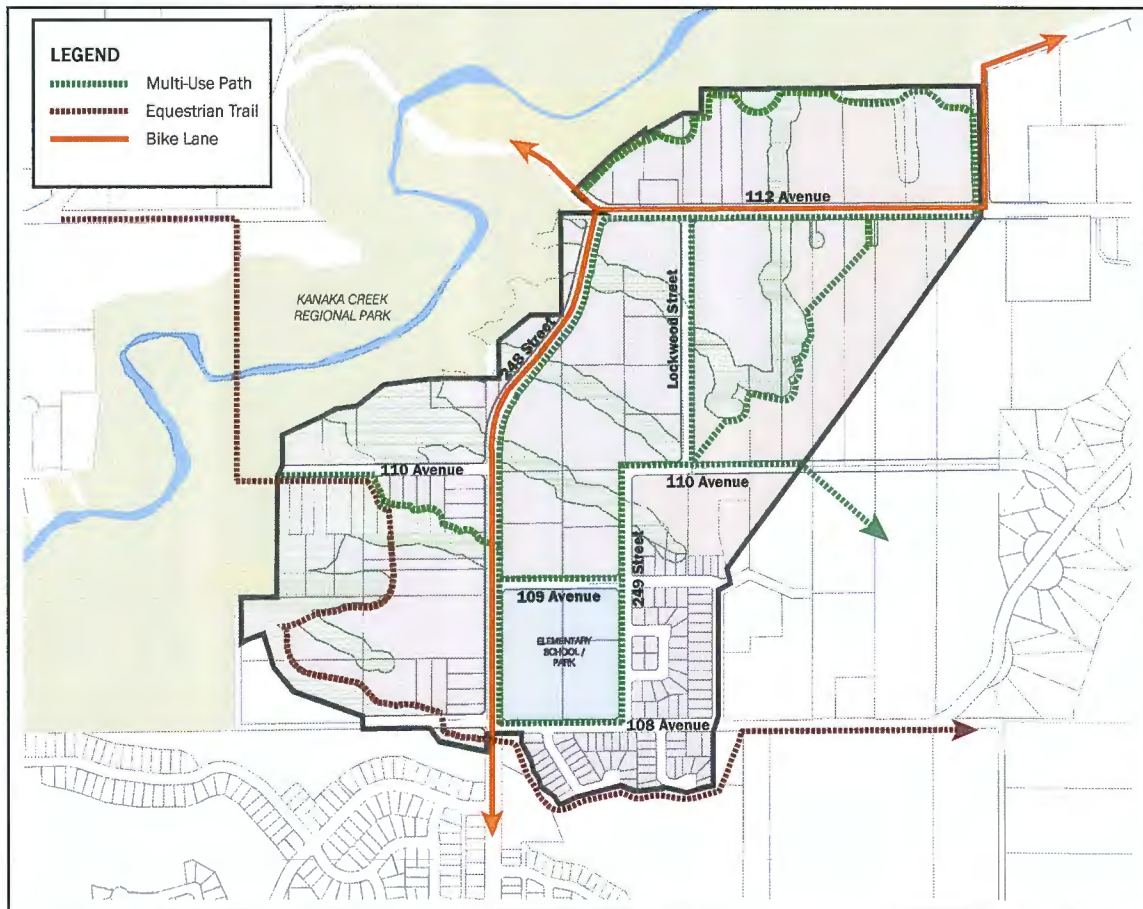 LEGEND
Multi-Use Path
Equestrian Trail
Bike Lane
112 Avenue
KANAKA CREEK
REGIONAL PARK
248 Street
Lockwood Street
110 Avenue
110 Avenue
249 Street
109 Avenue
ELEMENTARY
SCHOOL /
PARK
108 Avenue